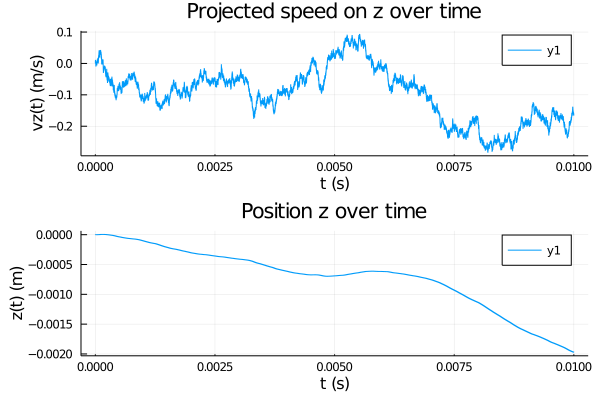 Projected speed on z over time
vz(t) (m/s)
0.1
0.0
−0.1
−0.2
y1
0.0000
0.0025
0.0050
0.0075
0.0100
t (s)
Position z over time
z(t) (m)
0.0000
−0.0005
−0.0010
−0.0015
−0.0020
y1
0.0000
0.0025
0.0050
0.0075
0.0100
t (s)